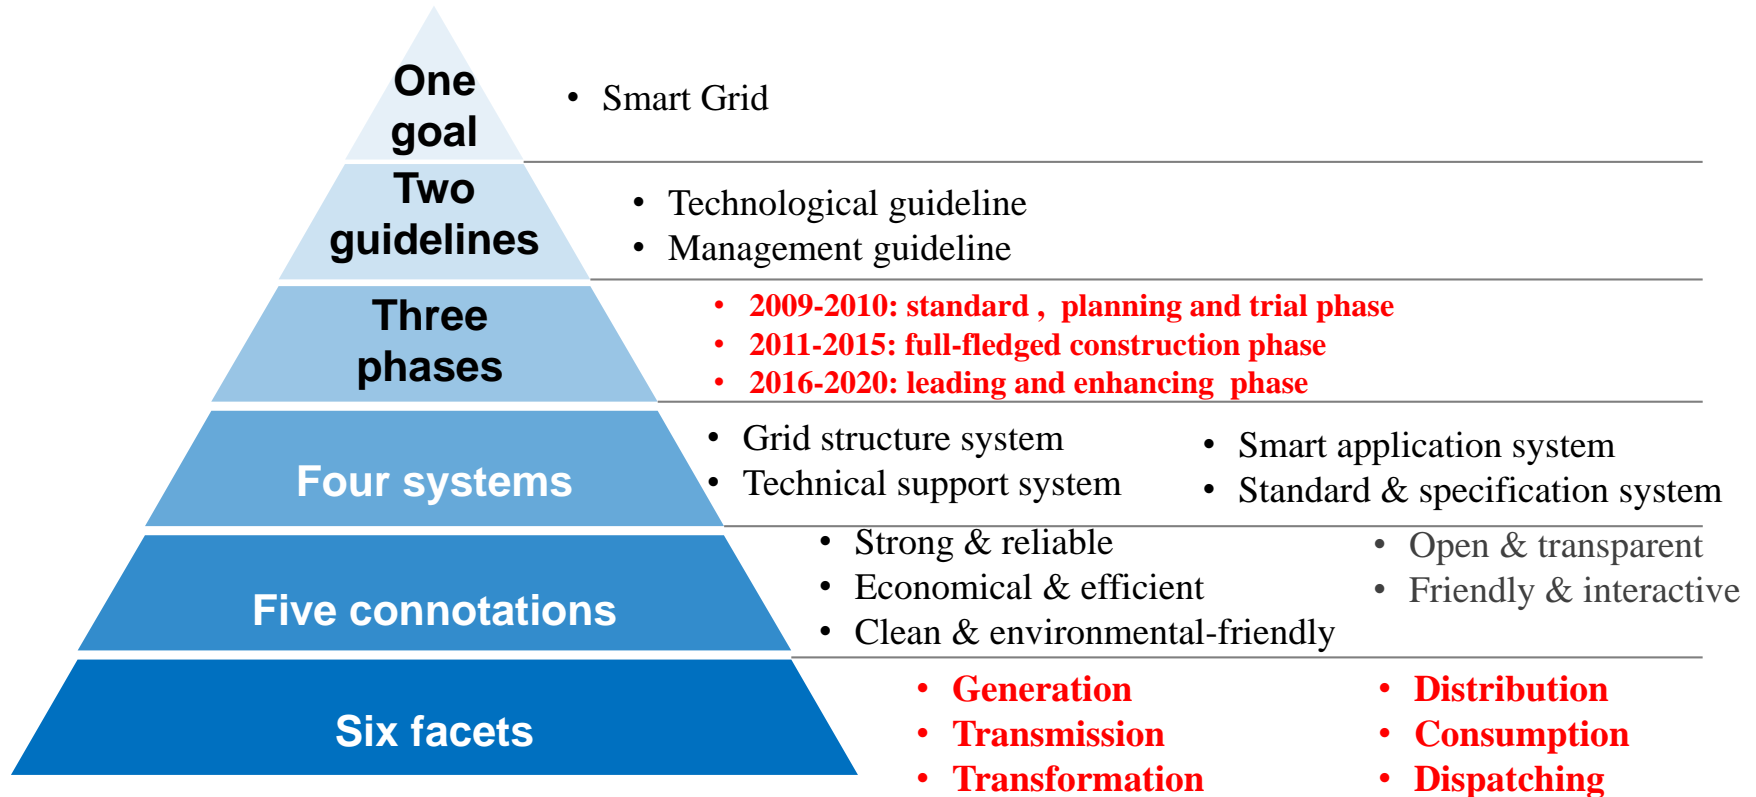 One
goal
• Smart Grid
Two
guidelines
• Technological guideline
• Management guideline
Three
phases
• 2009-2010: standard , planning and trial phase
• 2011-2015: full-fledged construction phase
• 2016-2020: leading and enhancing phase
Four systems
• Grid structure system
• Technical support system
• Smart application system
• Standard & specification system
Five connotations
• Strong & reliable
• Economical & efficient
• Clean & environmental-friendly
• Open & transparent
• Friendly & interactive
Six facets
• Generation
• Transmission
• Transformation
• Distribution
• Consumption
• Dispatching